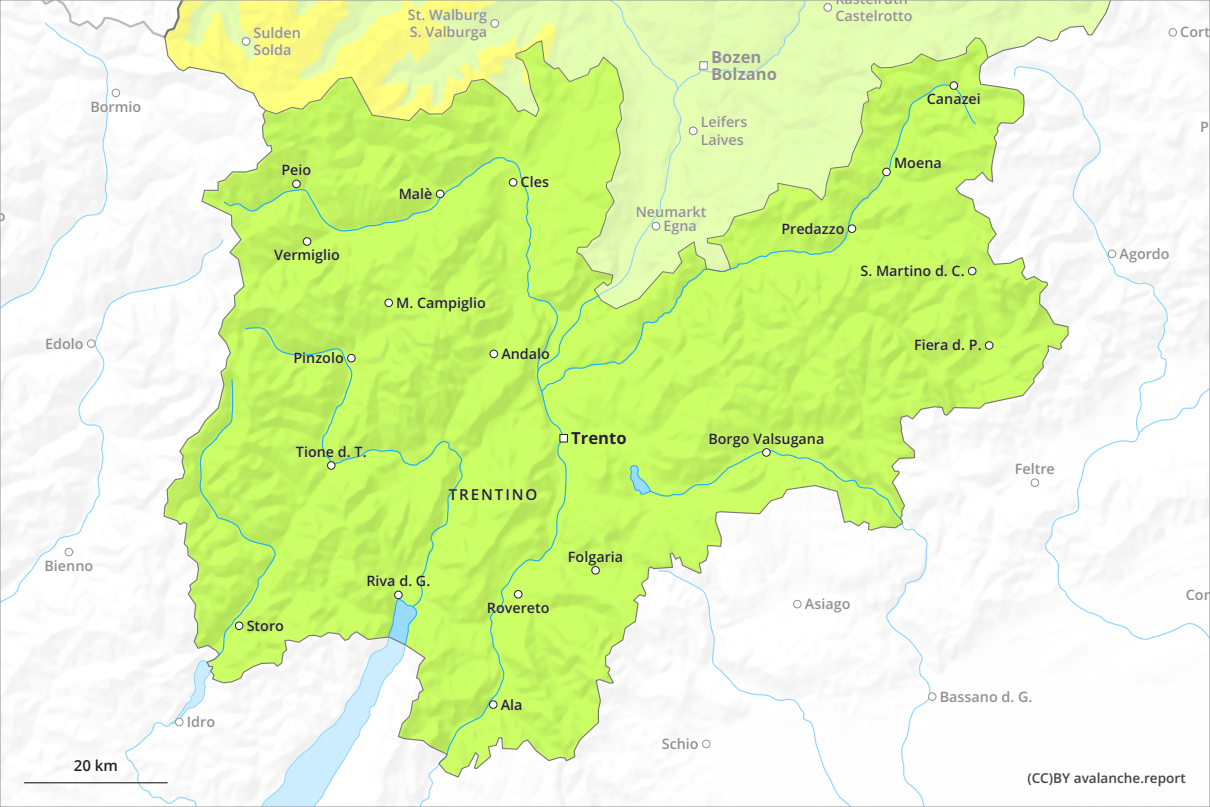 Kastelruth
Castelrotto
St. Walburg
S. Valburga
Sulden
Solda
Cort
Bozen
Bolzano
Bormio
Canazei
Leifers
Laives
Moena
Peio
Malè
Cles
Neumarkt
Egna
Predazzo
Vermiglio
Agordo
S. Martino d. C.
M. Campiglio
Edolo
Pinzolo
Andalo
Fiera d. P.
Trento
Borgo Valsugana
Tione d. T.
Feltre
TRENTINO
Folgaria
Bienno
Riva d. G.
Rovereto
Asiago
Cor
Storo
Bassano d. G.
Ala
Idro
Schio
20 km
(CC)BY avalanche.report